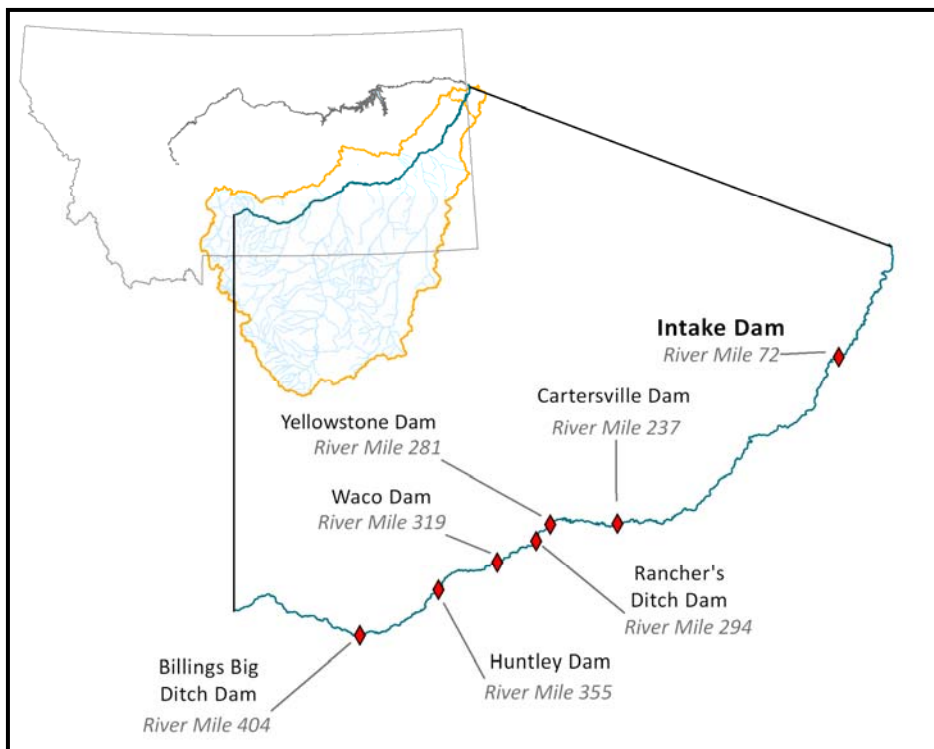 Intake Dam
River Mile 72
Cartersville Dam
River Mile 237
Yellowstone Dam
River Mile 281
Waco Dam
River Mile 319
Rancher's
Ditch Dam
River Mile 294
Huntley Dam
River Mile 355
Billings Big
Ditch Dam
River Mile 404